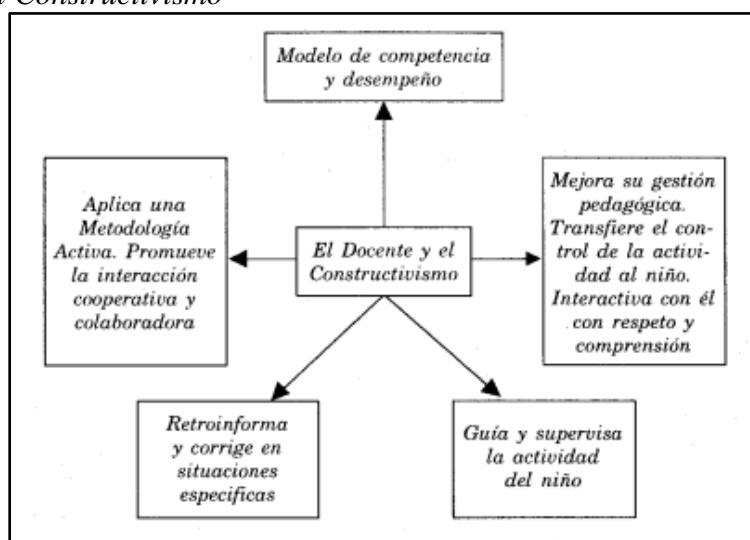 Constructivismo
Modelo de competencia
y desempeño
Aplica una
Metodología
Activa. Promueve
la interacción
cooperativa y
colaboradora
El Docente y el
Constructivismo
Mejora su gestión
pedagógica.
Transfiere el con-
trol de la activi-
dad al niño.
Interactiva con él
con respeto y
comprensión
Retroinforma
y corrige en
situaciones
especificas
Guía y supervisa
la actividad
del niño